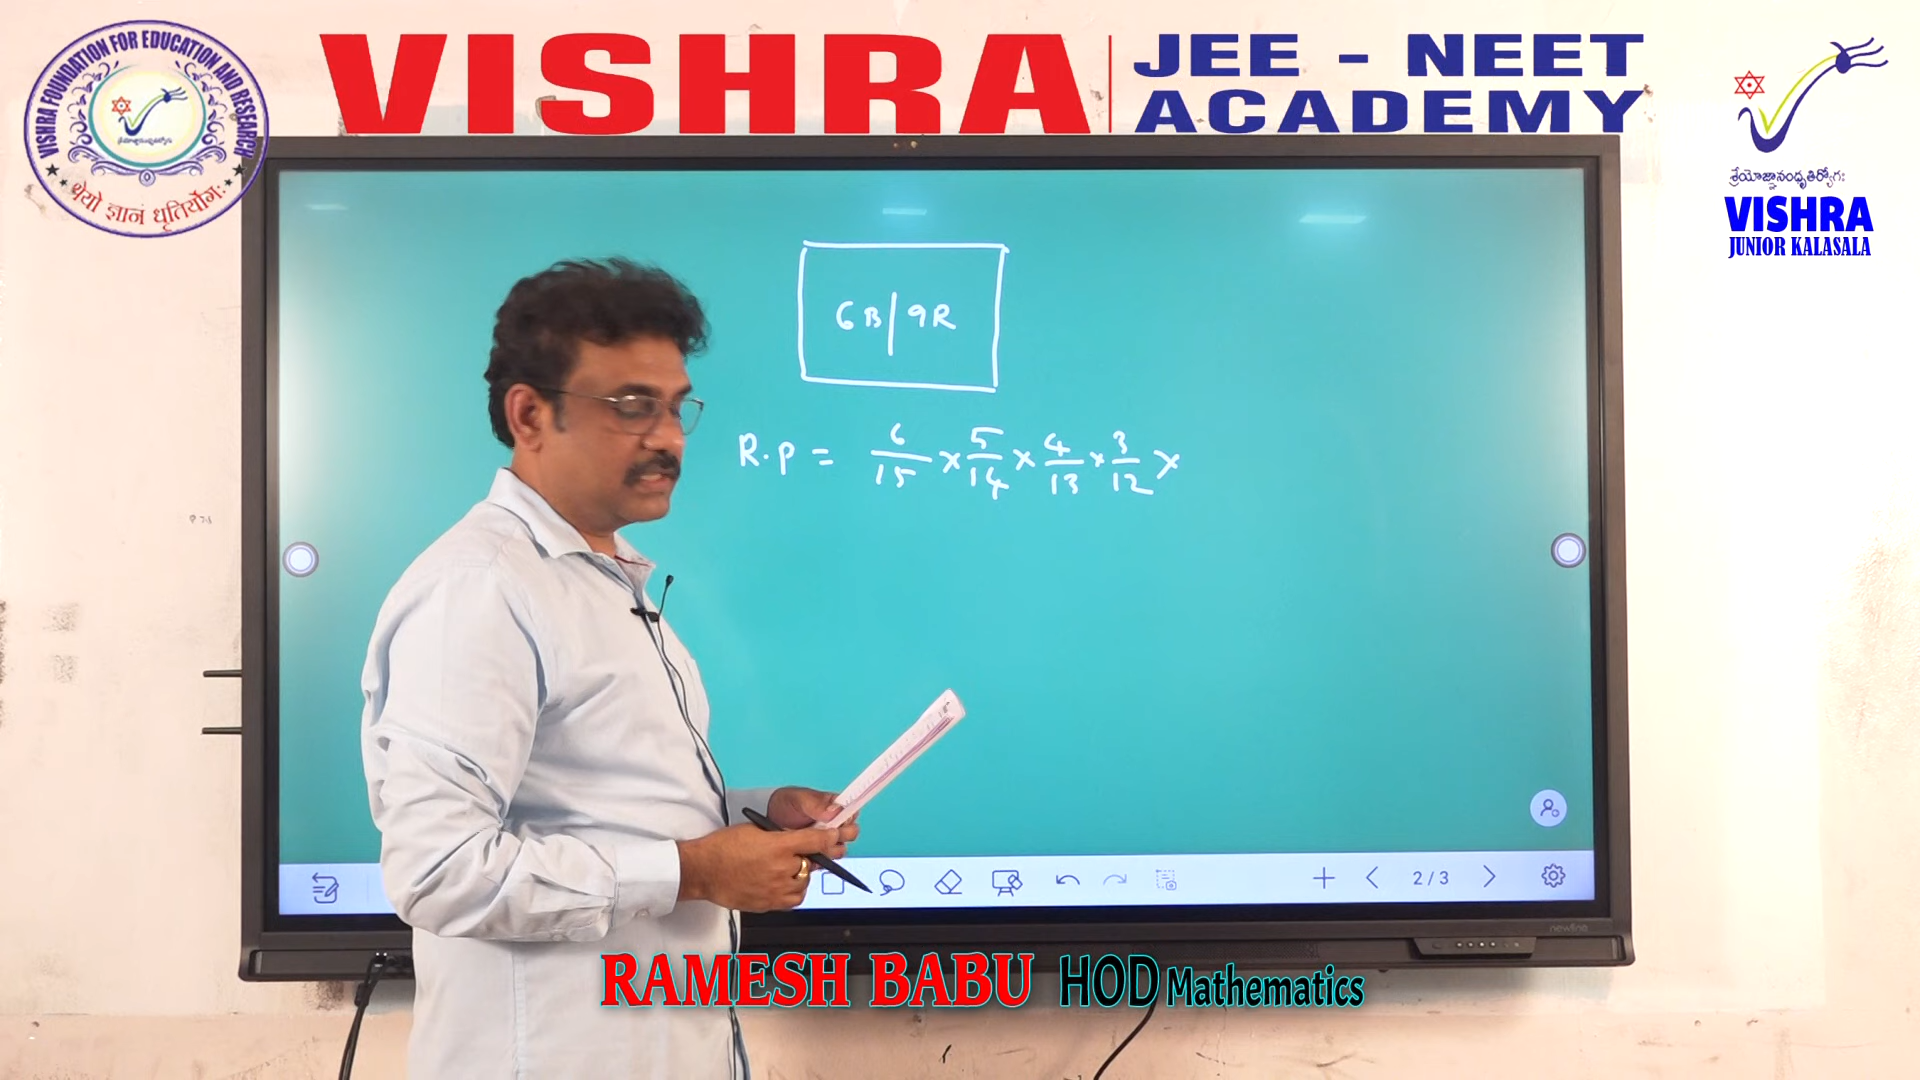 VISHRA FOUNDATION FOR EDUCATION AND RESEARCH
श्रेयो ज्ञानं धृतिर्योगः
VISHRA
JEE - NEET
ACADEMY
VISHRA
JUNIOR KALASALA
6B | 9R
R.P = 6/15 × 5/14 × 4/13 × 3/12 ×
2/3
newline
RAMESH BABU HOD Mathematics